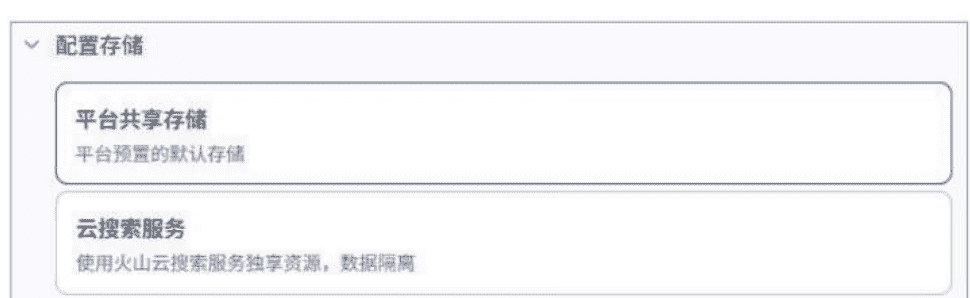 配置存储
平台共享存储
平台预置的默认存储
云搜索服务
使用火山云搜索服务独享资源，数据隔离